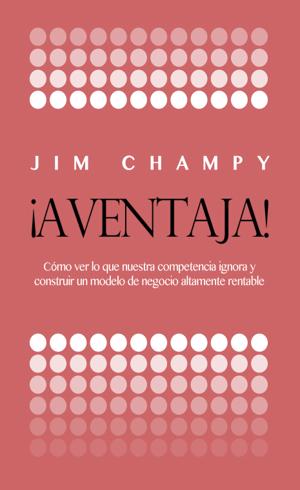 JIM CHAMPY
¡AVENTAJA!
Cómo ver lo que nuestra competencia ignora y
construir un modelo de negocio altamente rentable